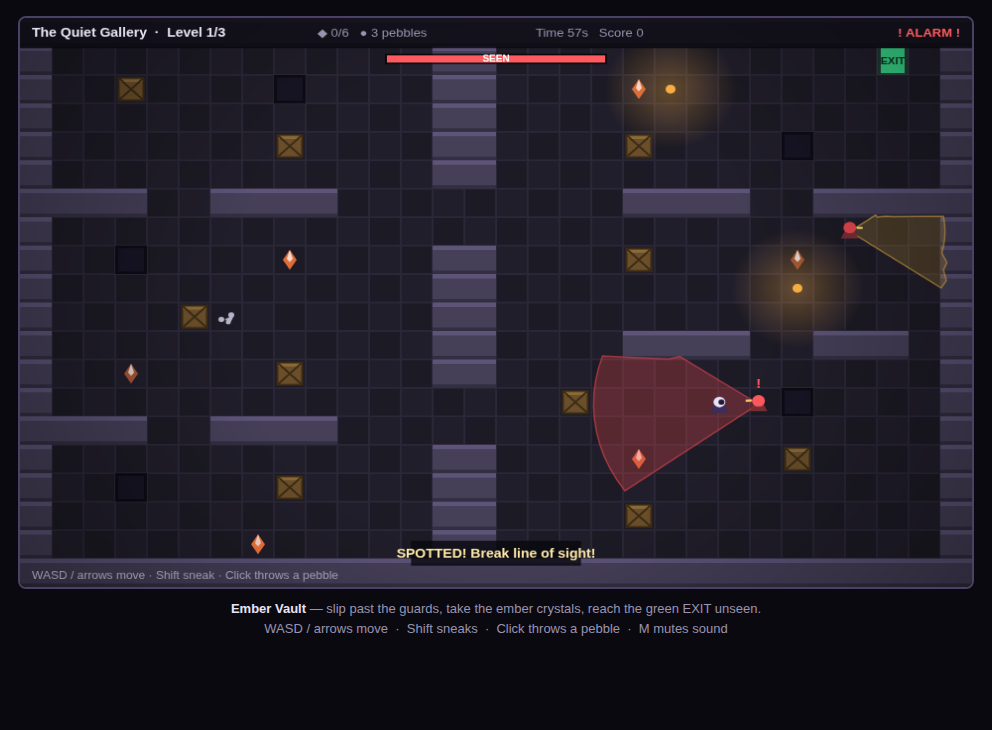 The Quiet Gallery · Level 1/3 ◆ 0/6 ● 3 pebbles Time 57s Score 0 ! ALARM !
SEEN
EXIT
!
SPOTTED! Break line of sight!
WASD / arrows move · Shift sneak · Click throws a pebble
Ember Vault — slip past the guards, take the ember crystals, reach the green EXIT unseen.
WASD / arrows move · Shift sneaks · Click throws a pebble · M mutes sound